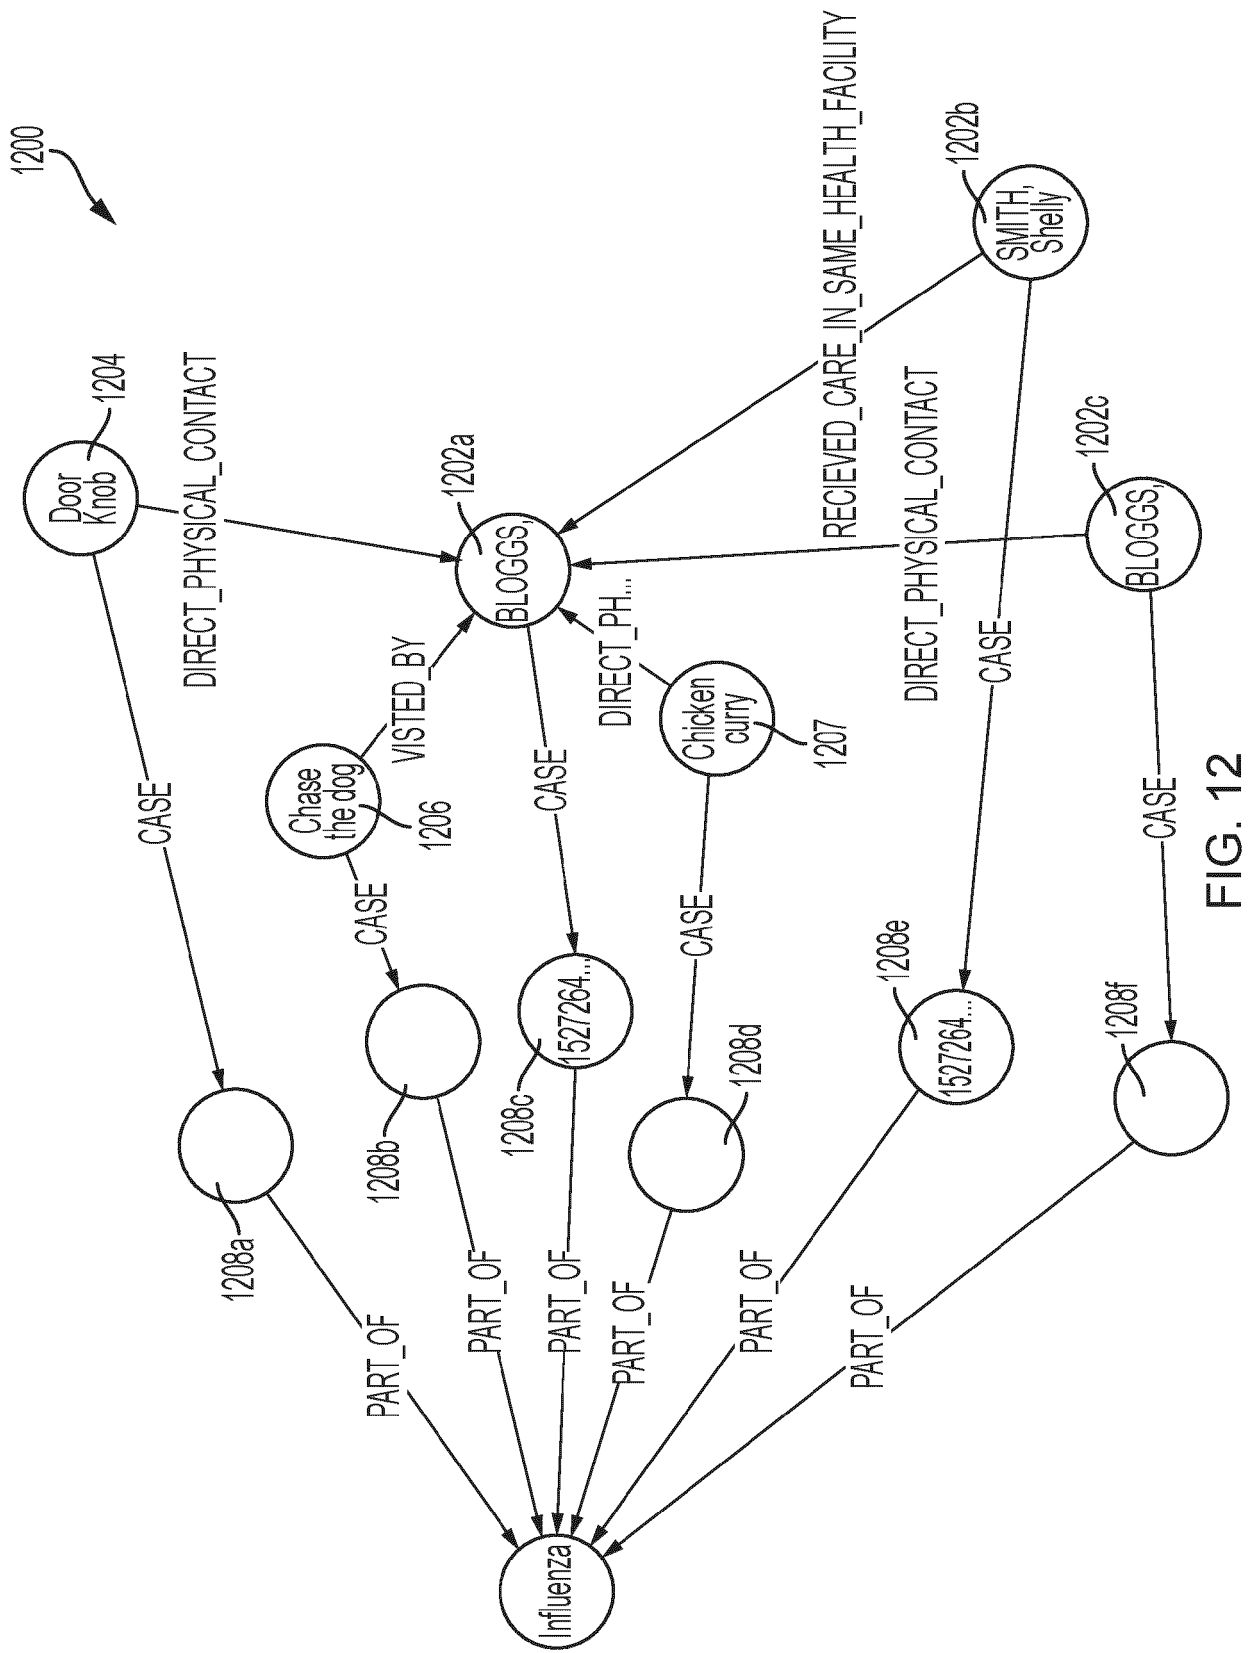 1200
Door
Knob
1204
DIRECT_PHYSICAL_CONTACT
CASE
Chase
the dog
1206
VISTED_BY
CASE
BLOGGS,
1202a
CASE
DIRECT_PH...
Chicken
curry
1207
CASE
RECIEVED_CARE_IN_SAME_HEALTH_FACILITY
SMITH,
Shelly
1202b
DIRECT_PHYSICAL_CONTACT
CASE
BLOGGS,
1202c
CASE
1208a
1208b
1527264...
1208c
1208d
1527264...
1208e
1208f
PART_OF
PART_OF
PART_OF
PART_OF
PART_OF
PART_OF
Influenza
FIG. 12